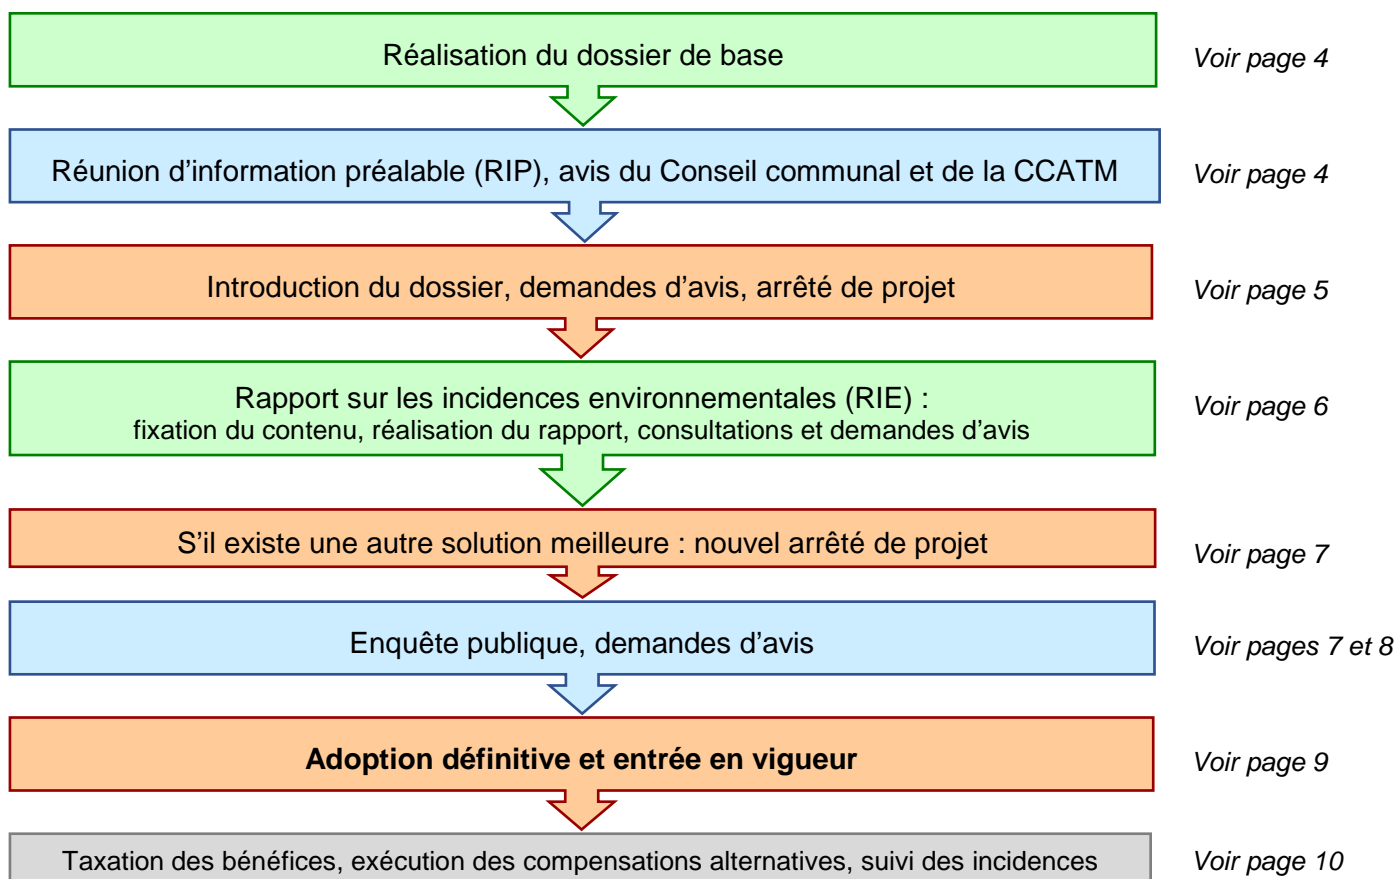 Réalisation du dossier de base
Voir page 4
Réunion d’information préalable (RIP), avis du Conseil communal et de la CCATM
Voir page 4
Introduction du dossier, demandes d’avis, arrêté de projet
Voir page 5
Rapport sur les incidences environnementales (RIE) :
fixation du contenu, réalisation du rapport, consultations et demandes d’avis
Voir page 6
S’il existe une autre solution meilleure : nouvel arrêté de projet
Voir page 7
Enquête publique, demandes d’avis
Voir pages 7 et 8
Adoption définitive et entrée en vigueur
Voir page 9
Taxation des bénéfices, exécution des compensations alternatives, suivi des incidences
Voir page 10